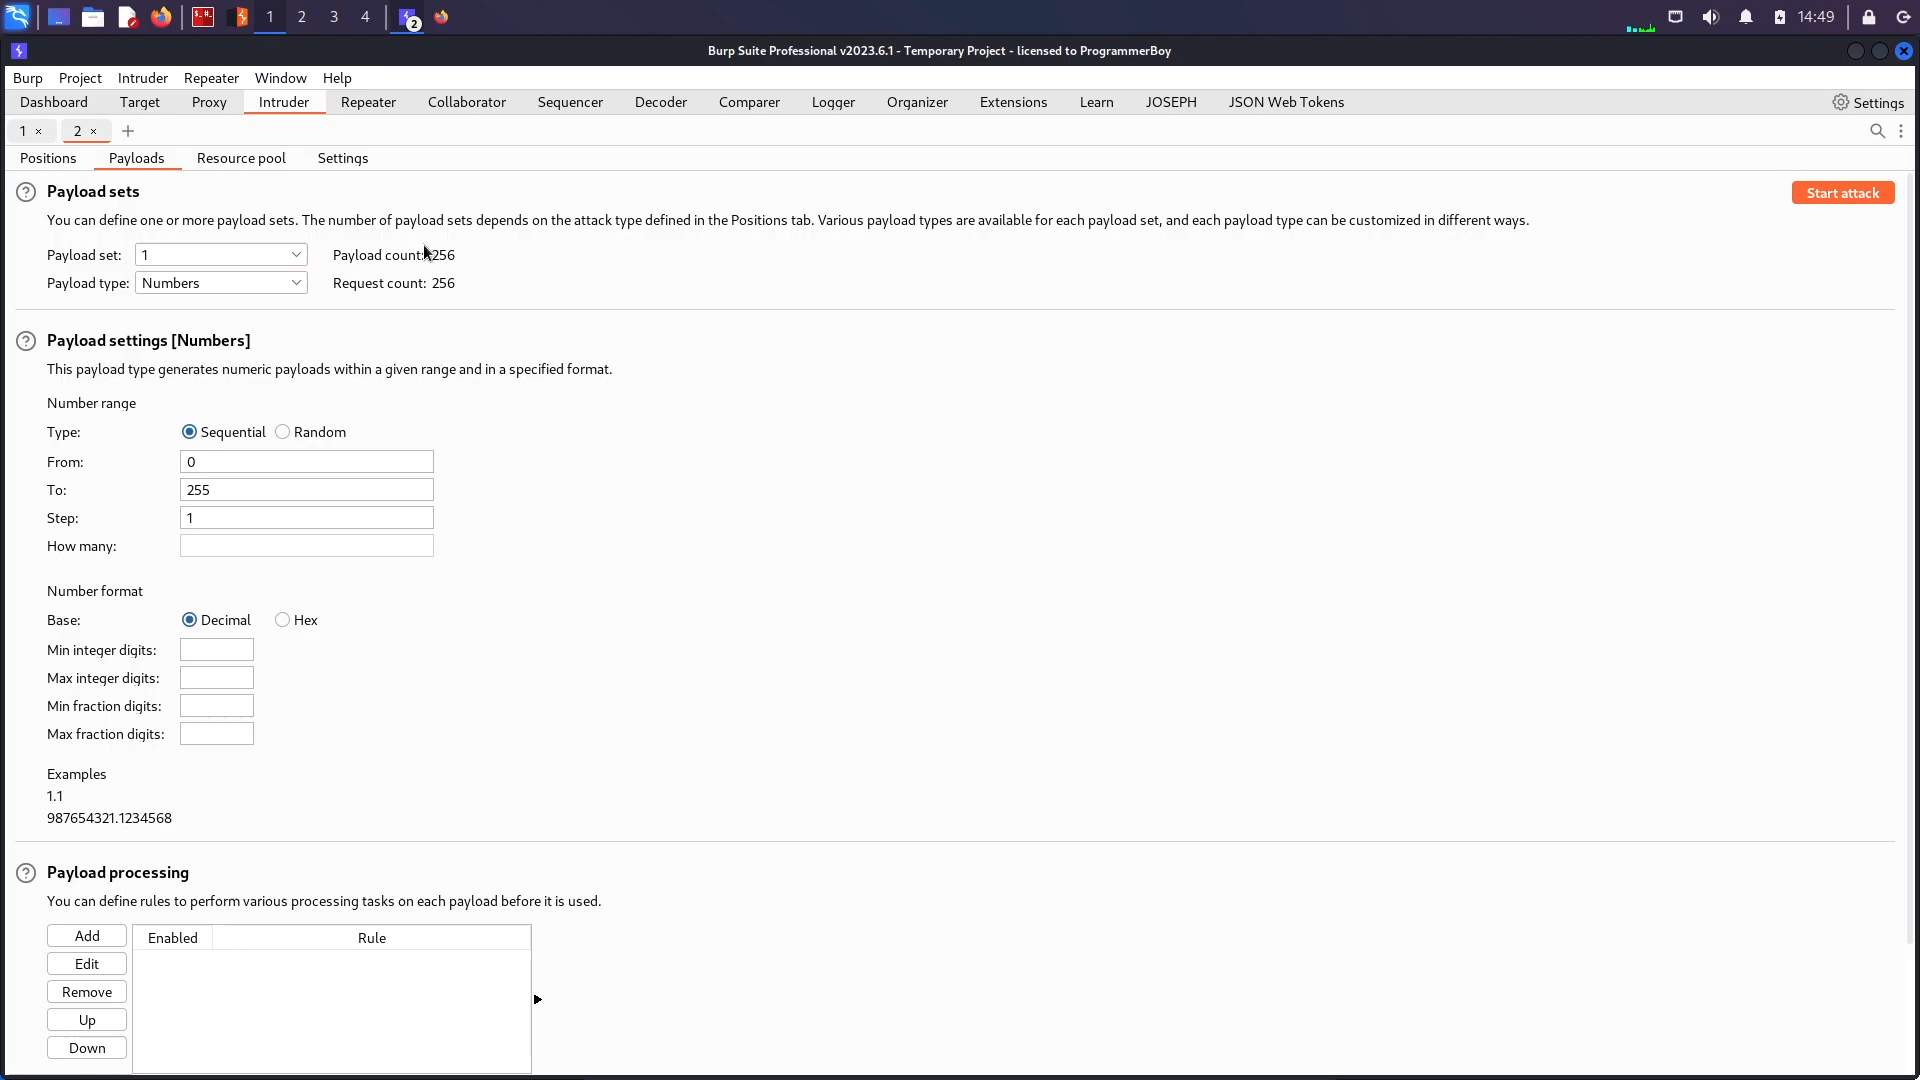 1 2 3 4 2 14:49
Burp Suite Professional v2023.6.1 - Temporary Project - licensed to ProgrammerBoy
Burp Project Intruder Repeater Window Help
Dashboard Target Proxy Intruder Repeater Collaborator Sequencer Decoder Comparer Logger Organizer Extensions Learn JOSEPH JSON Web Tokens Settings
1 × 2 × +
Positions Payloads Resource pool Settings
? Payload sets Start attack
You can define one or more payload sets. The number of payload sets depends on the attack type defined in the Positions tab. Various payload types are available for each payload set, and each payload type can be customized in different ways.
Payload set: 1 Payload count: 256
Payload type: Numbers Request count: 256
? Payload settings [Numbers]
This payload type generates numeric payloads within a given range and in a specified format.
Number range
Type: Sequential Random
From: 0
To: 255
Step: 1
How many:
Number format
Base: Decimal Hex
Min integer digits:
Max integer digits:
Min fraction digits:
Max fraction digits:
Examples
1.1
987654321.1234568
? Payload processing
You can define rules to perform various processing tasks on each payload before it is used.
Add Enabled Rule
Edit
Remove
Up
Down